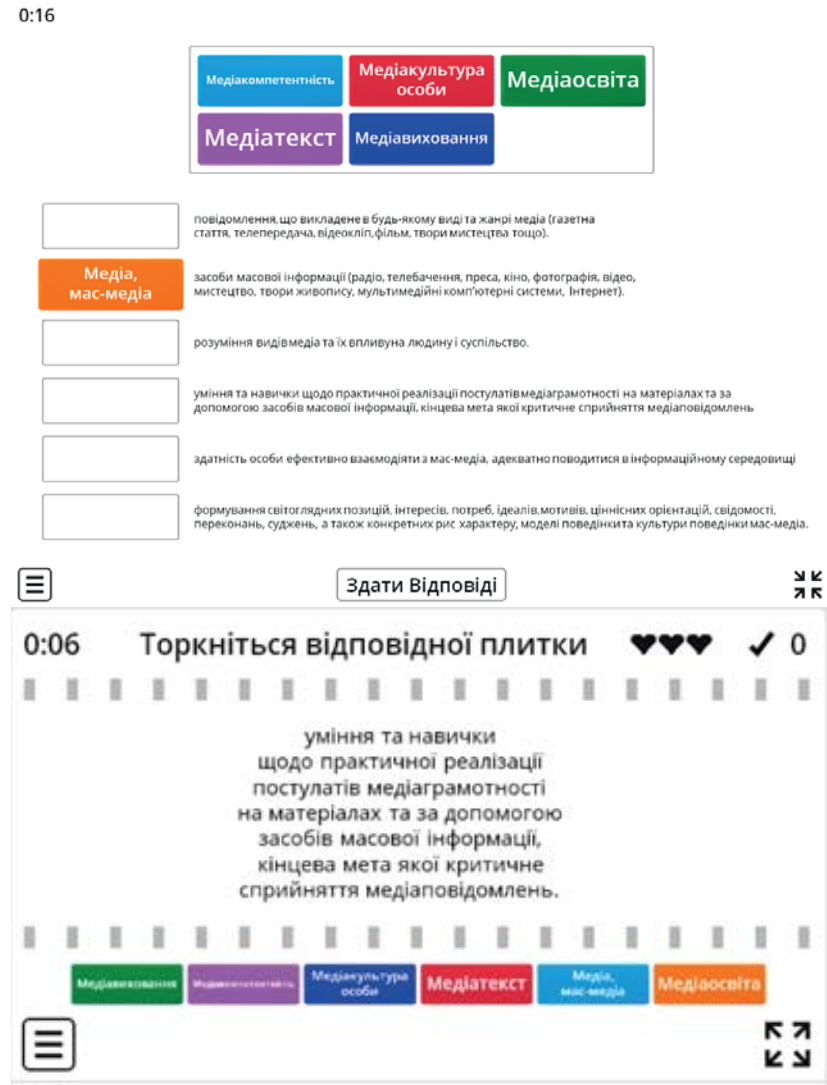 0:16
Медіакомпетентність
Медіакультура
особи
Медіаосвіта
Медіатекст
Медіавиховання
повідомлення, що викладене в будь-якому виді та жанрі медіа (газетна
стаття, телепередача, відеокліп, фільм, твори мистецтва тощо).
Медіа,
мас-медіа
засоби масової інформації (радіо, телебачення, преса, кіно, фотографія, відео,
мистецтво, твори живопису, мультимедійні комп'ютерні системи, Інтернет).
розуміння видів медіа та їх впливу на людину і суспільство.
уміння та навички щодо практичної реалізації постулатів медіаграмотності на матеріалах та за
допомогою засобів масової інформації, кінцева мета якої критичне сприйняття медіаповідомлень
здатність особи ефективно взаємодіяти з мас-медіа, адекватно поводитися в інформаційному середовищі
формування світоглядних позицій, інтересів, потреб, ідеалів, мотивів, ціннісних орієнтацій, свідомості,
переконань, суджень, а також конкретних рис характеру, моделі поведінки та культури поведінки мас-медіа.
Здати Відповіді
0:06 Торкніться відповідної плитки 0
уміння та навички
щодо практичної реалізації
постулатів медіаграмотності
на матеріалах та за допомогою
засобів масової інформації,
кінцева мета якої критичне
сприйняття медіаповідомлень.
Медіавиховання
Медіакомпетентність
Медіакультура
особи
Медіатекст
Медіа,
мас-медіа
Медіаосвіта